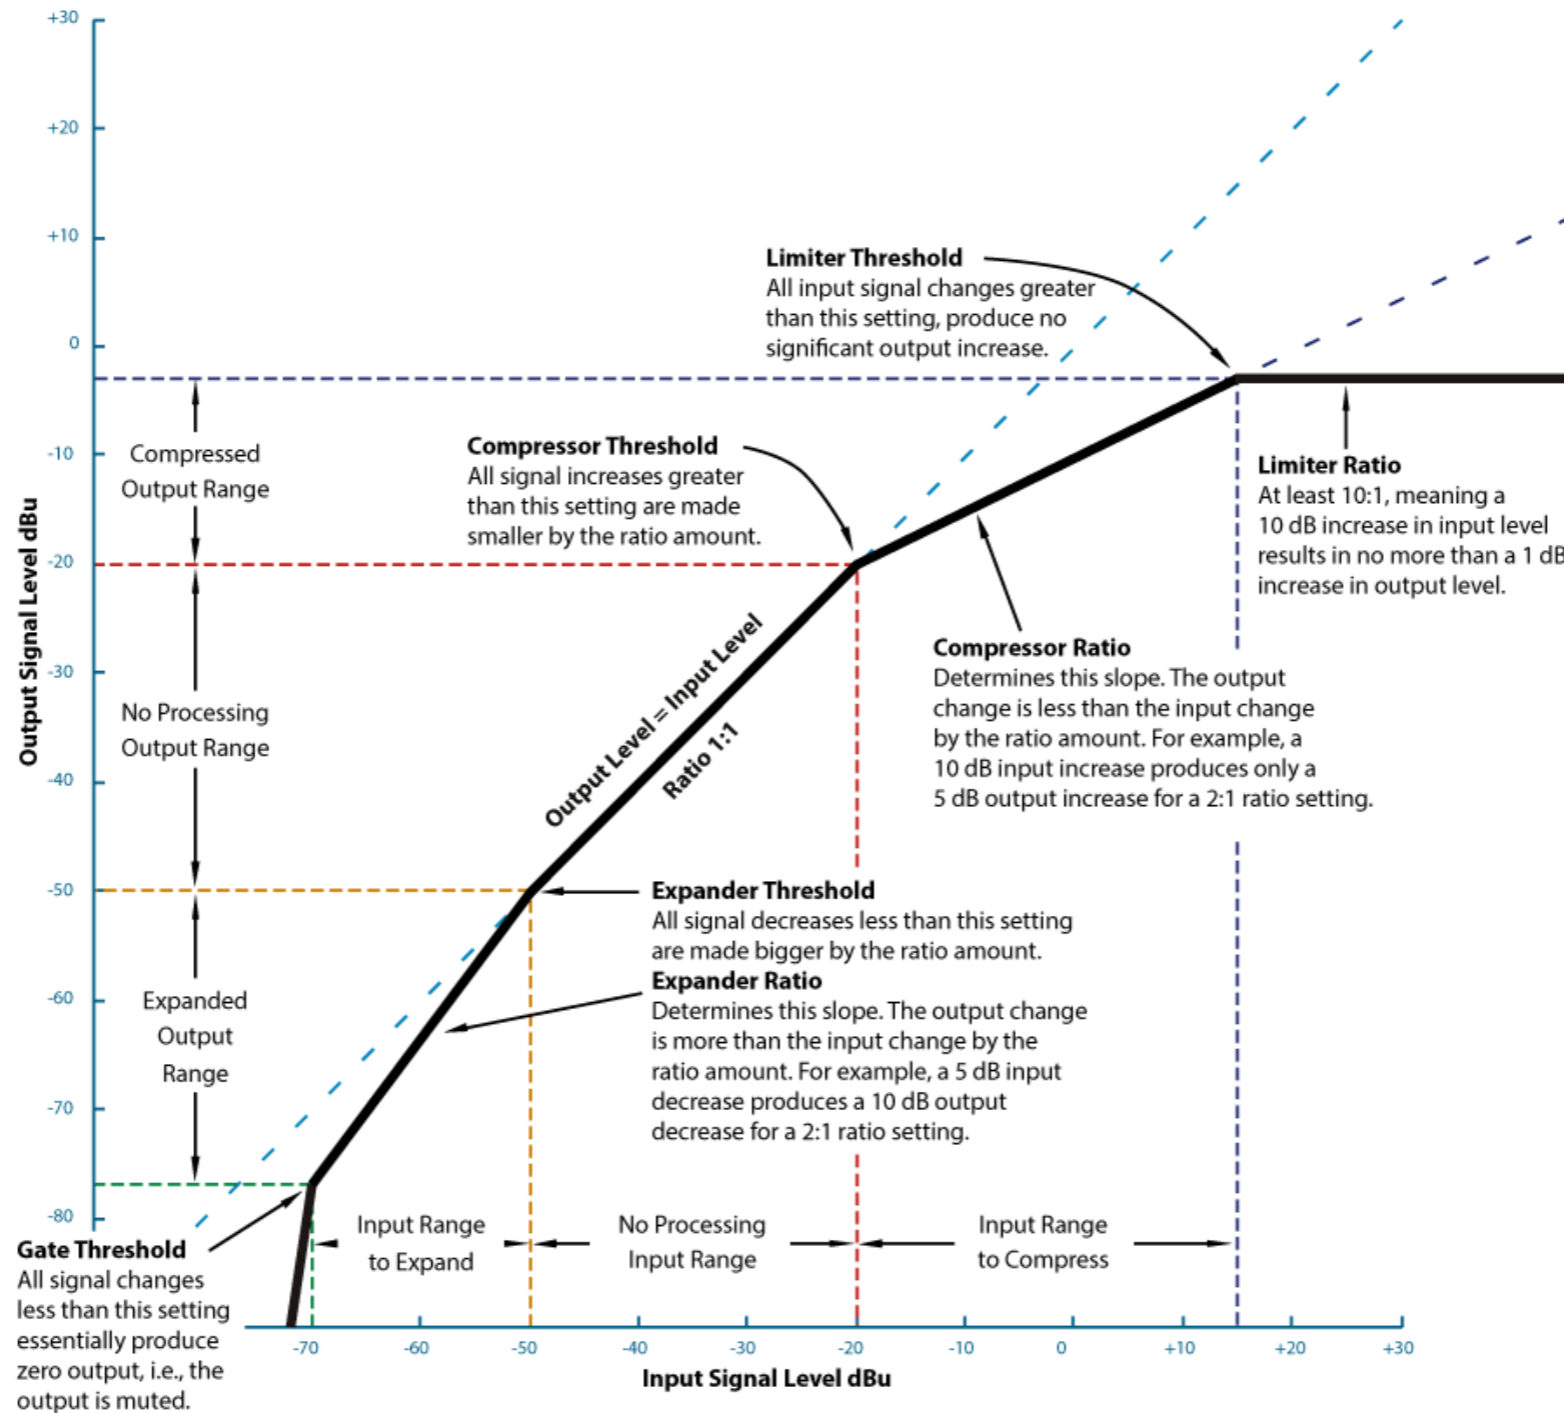 +30
+20
+10
0
-10
-20
-30
-40
-50
-60
-70
-80
Output Signal Level dBu
Compressed
Output Range
No Processing
Output Range
Expanded
Output
Range
Limiter Threshold
All input signal changes greater
than this setting, produce no
significant output increase.
Compressor Threshold
All signal increases greater
than this setting are made
smaller by the ratio amount.
Limiter Ratio
At least 10:1, meaning a
10 dB increase in input level
results in no more than a 1 dB
increase in output level.
Output Level = Input Level
Ratio 1:1
Compressor Ratio
Determines this slope. The output
change is less than the input change
by the ratio amount. For example, a
10 dB input increase produces only a
5 dB output increase for a 2:1 ratio setting.
Expander Threshold
All signal decreases less than this setting
are made bigger by the ratio amount.
Expander Ratio
Determines this slope. The output change
is more than the input change by the
ratio amount. For example, a 5 dB input
decrease produces a 10 dB output
decrease for a 2:1 ratio setting.
Gate Threshold
All signal changes
less than this setting
essentially produce
zero output, i.e., the
output is muted.
Input Range
to Expand
No Processing
Input Range
Input Range
to Compress
-70
-60
-50
-40
-30
-20
-10
0
+10
+20
+30
Input Signal Level dBu